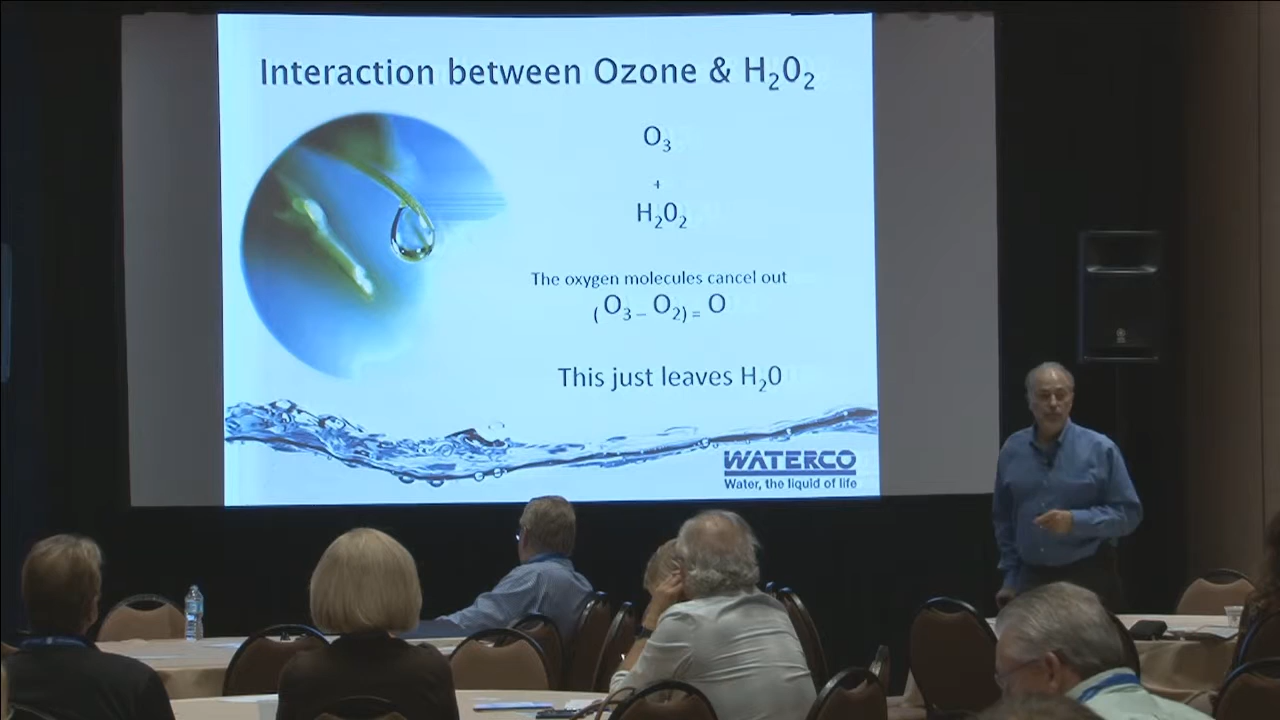 Interaction between Ozone & H₂0₂
O₃
+
H₂0₂
The oxygen molecules cancel out
( O₃ – O₂) = O
This just leaves H₂0
WATERCO
Water, the liquid of life